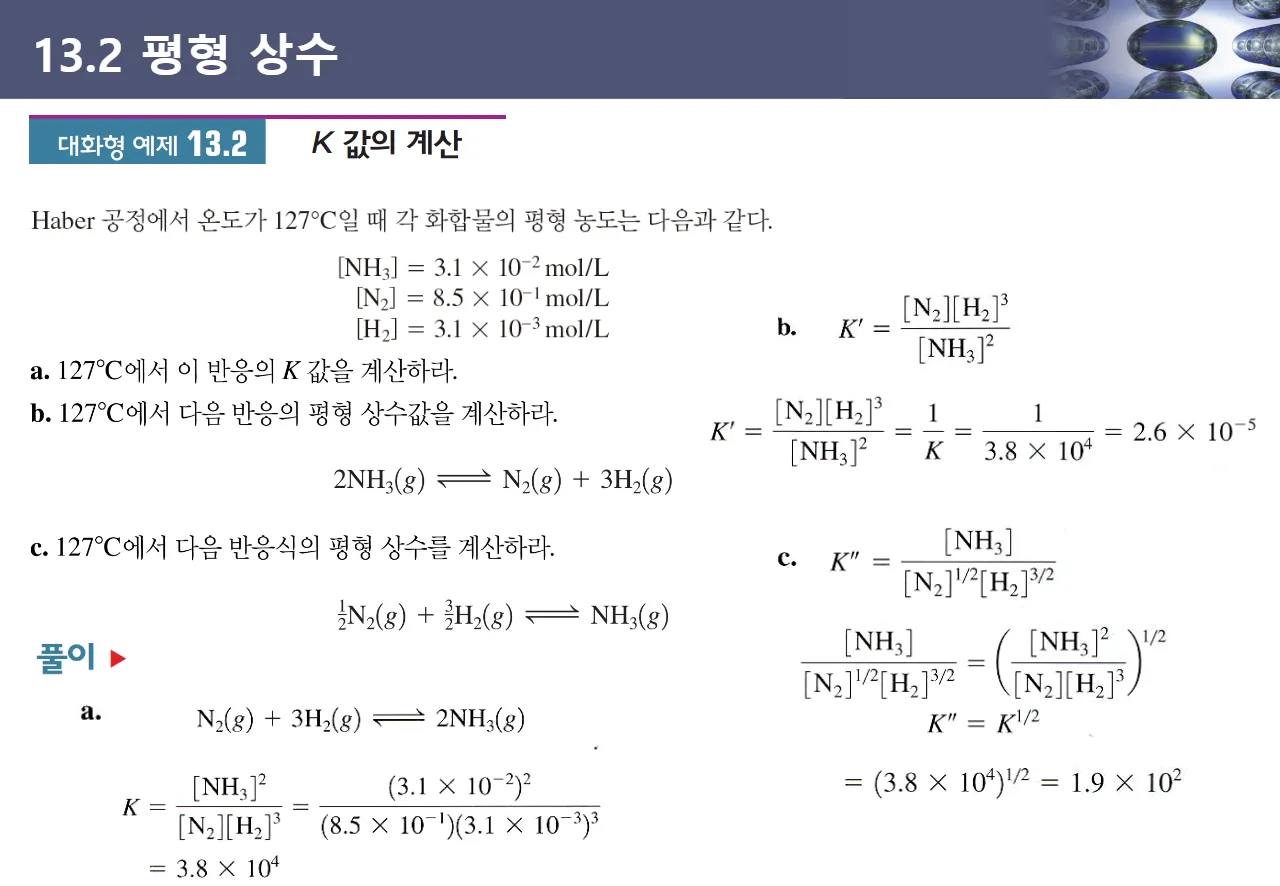 13.2 평형 상수
대화형 예제 13.2 K 값의 계산
Haber 공정에서 온도가 127°C일 때 각 화합물의 평형 농도는 다음과 같다.
[NH₃] = 3.1 × 10⁻² mol/L
[N₂] = 8.5 × 10⁻¹ mol/L
[H₂] = 3.1 × 10⁻³ mol/L
a. 127°C에서 이 반응의 K 값을 계산하라.
b. 127°C에서 다음 반응의 평형 상수값을 계산하라.
2NH₃(g) ⇌ N₂(g) + 3H₂(g)
c. 127°C에서 다음 반응식의 평형 상수를 계산하라.
½N₂(g) + 3/2H₂(g) ⇌ NH₃(g)
풀이 ▶
a. N₂(g) + 3H₂(g) ⇌ 2NH₃(g)
K = [NH₃]² / [N₂][H₂]³ = (3.1 × 10⁻²)² / (8.5 × 10⁻¹)(3.1 × 10⁻³)³
= 3.8 × 10⁴
b. K′ = [N₂][H₂]³ / [NH₃]²
K′ = [N₂][H₂]³ / [NH₃]² = 1 / K = 1 / 3.8 × 10⁴ = 2.6 × 10⁻⁵
c. K″ = [NH₃] / [N₂]^1/2[H₂]^3/2
[NH₃] / [N₂]^1/2[H₂]^3/2 = ([NH₃]² / [N₂][H₂]³)^1/2
K″ = K^1/2
= (3.8 × 10⁴)^1/2 = 1.9 × 10²